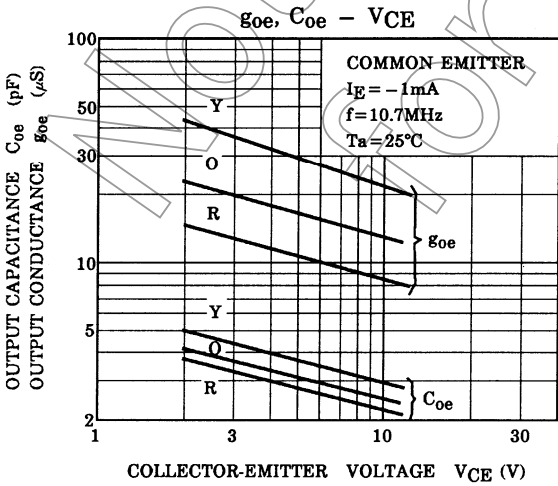 goe, Coe – VCE
COMMON EMITTER
IE = −1mA
f = 10.7MHz
Ta = 25°C
OUTPUT CAPACITANCE Coe (pF)
OUTPUT CONDUCTANCE goe (μS)
100
50
30
10
5
2
Y
O
R
goe
Y
O
R
Coe
1
3
10
30
COLLECTOR-EMITTER VOLTAGE VCE (V)